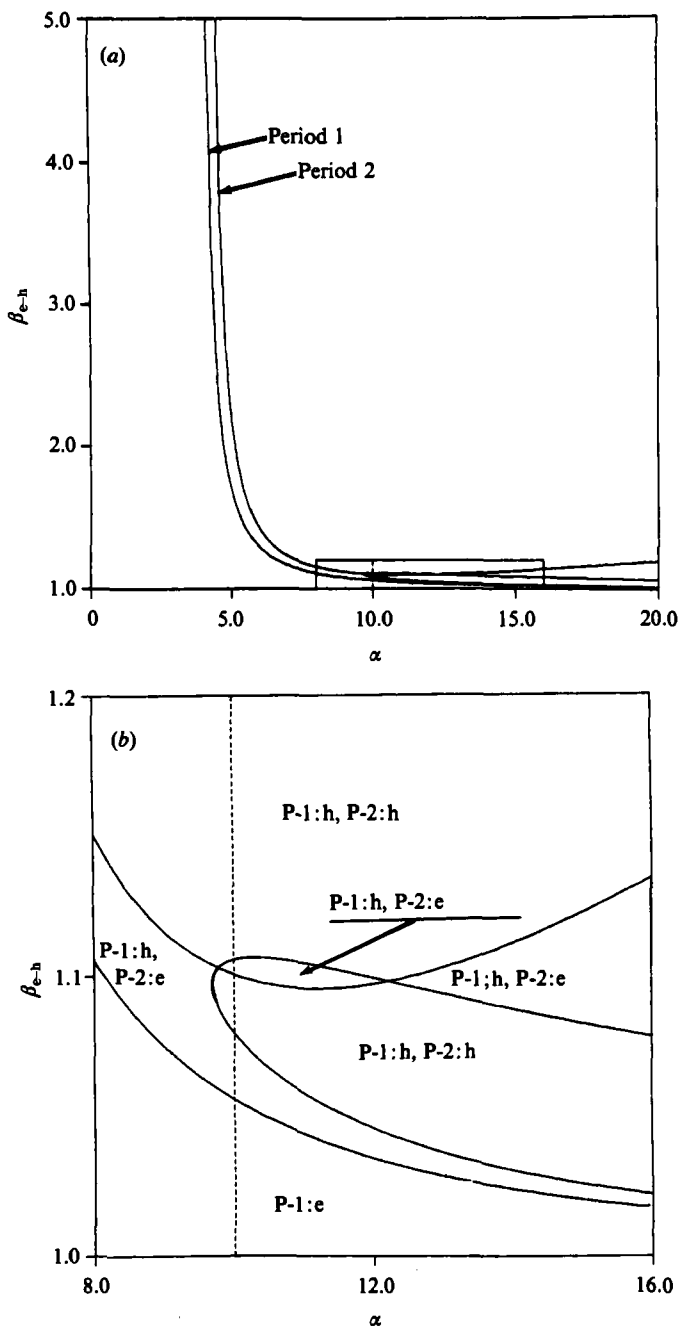 5.0
(a)
Period 1
4.0
Period 2
3.0
βe–h
2.0
1.0
0
5.0
10.0
15.0
20.0
α
1.2
(b)
P-1:h, P-2:h
P-1:h, P-2:e
P-1:h,
P-2:e
βe–h
1.1
P-1;h, P-2:e
P-1:h, P-2:h
P-1:e
1.0
8.0
12.0
16.0
α